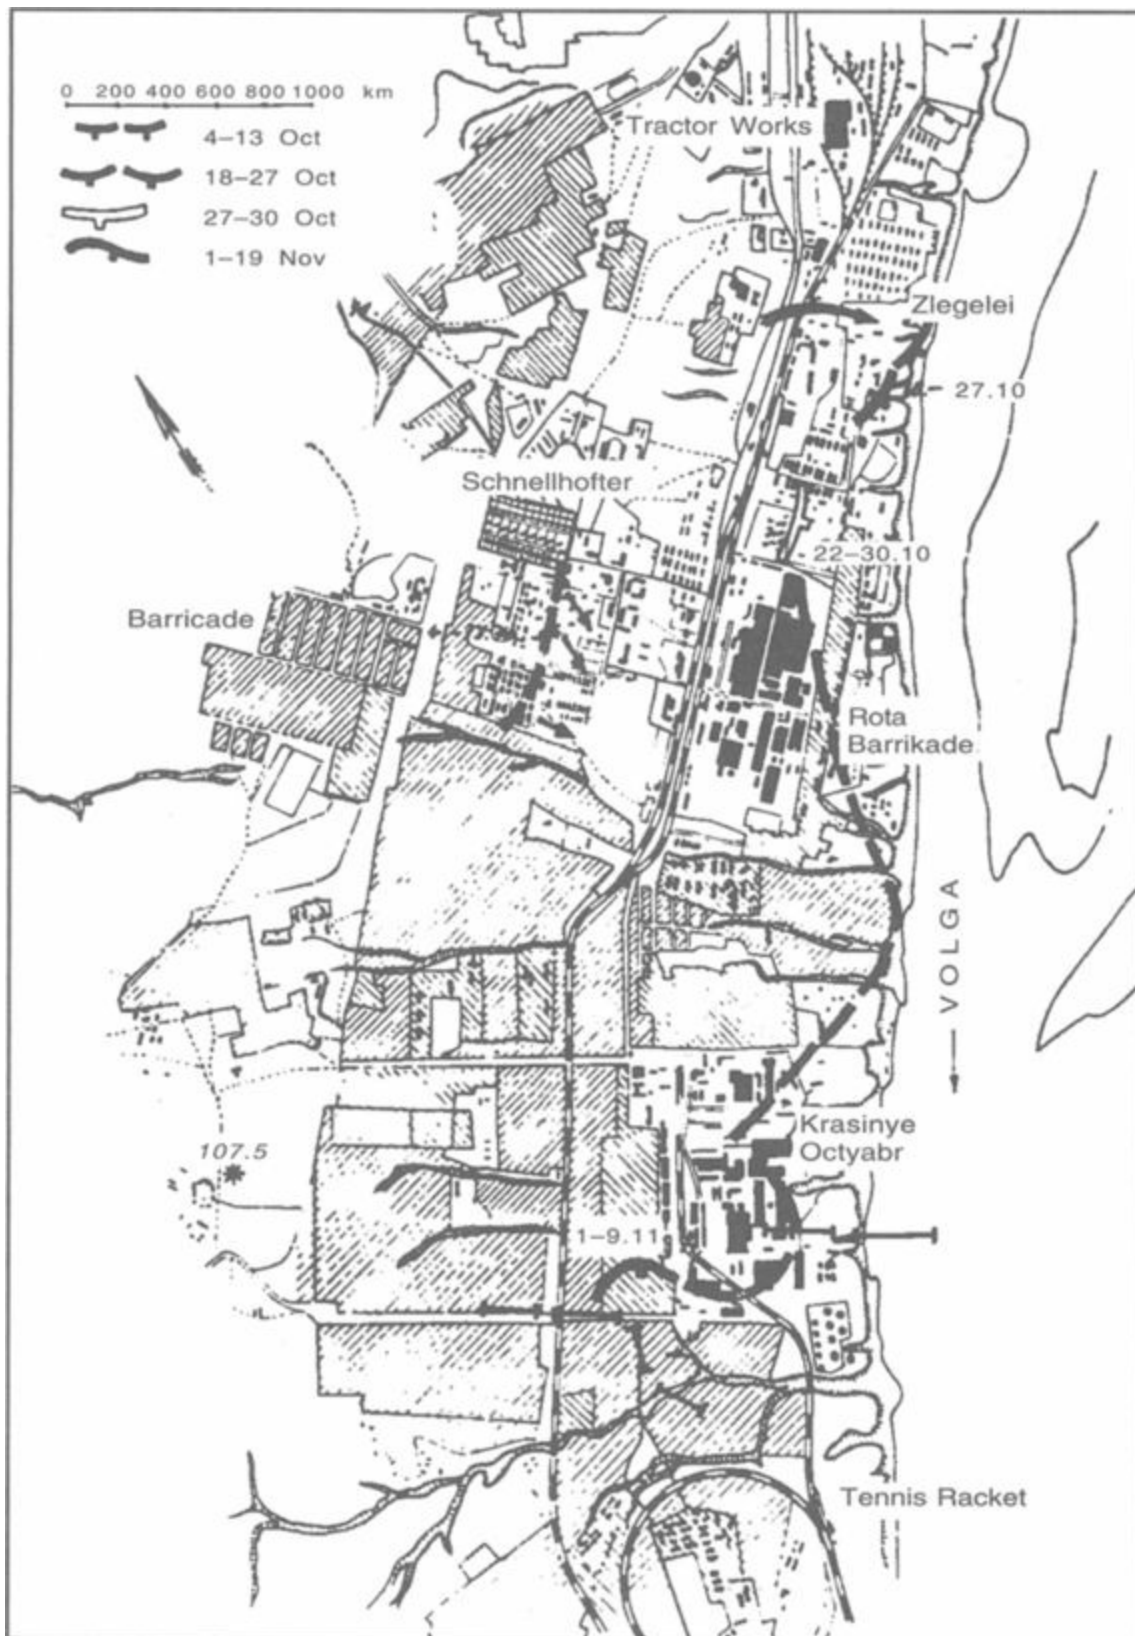 0 200 400 600 800 1000 km
4–13 Oct
18–27 Oct
27–30 Oct
1–19 Nov
Tractor Works
Zlegelei
27.10
Schnellhofter
22–30.10
Barricade
Rota
Barrikade
VOLGA
Krasinye
Octyabr
107.5
1–9.11
Tennis Racket